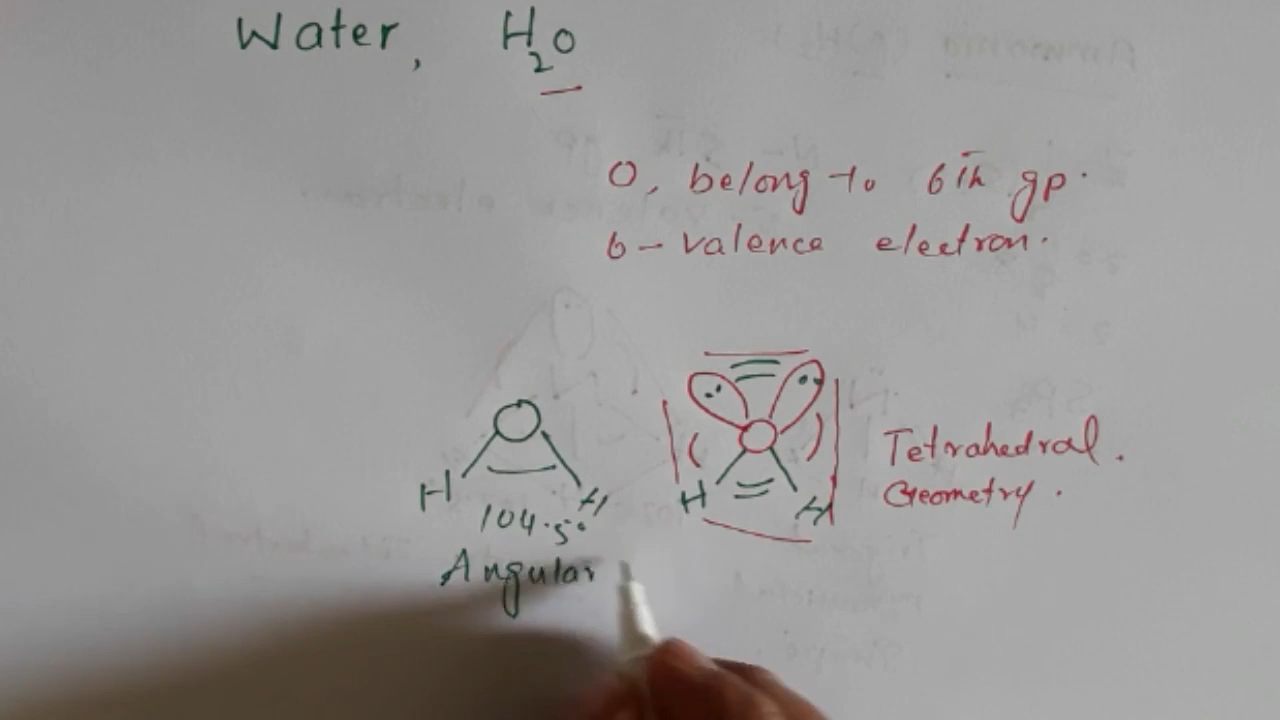 Water, H2O
O, belong to 6th gp.
6 - valence electron.
H H
104.5°
Angular
H H
Tetrahedral.
Geometry.